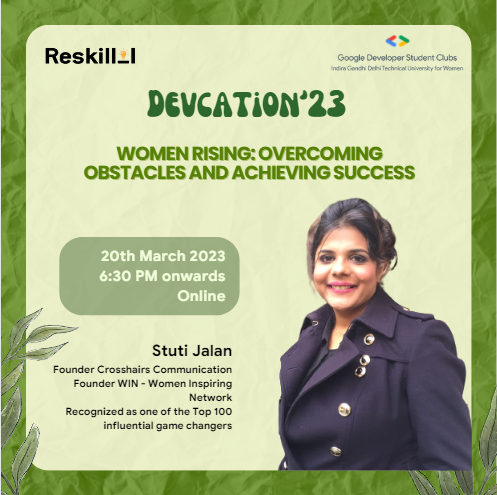 Reskilll
Google Developer Student Clubs
Indira Gandhi Delhi Technical University for Women
DEVCATION'23
WOMEN RISING: OVERCOMING
OBSTACLES AND ACHIEVING SUCCESS
20th March 2023
6:30 PM onwards
Online
Stuti Jalan
Founder Crosshairs Communication
Founder WIN - Women Inspiring
Network
Recognized as one of the Top 100
influential game changers